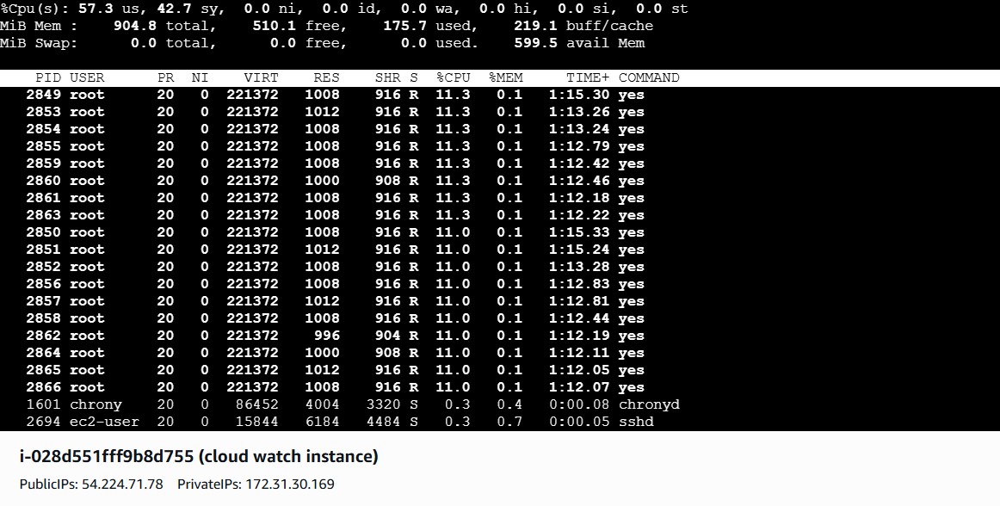 %Cpu(s): 57.3 us, 42.7 sy,  0.0 ni,  0.0 id,  0.0 wa,  0.0 hi,  0.0 si,  0.0 st
MiB Mem :    904.8 total,    510.1 free,    175.7 used,    219.1 buff/cache
MiB Swap:      0.0 total,      0.0 free,      0.0 used.    599.5 avail Mem
PID USER      PR  NI    VIRT    RES    SHR S  %CPU  %MEM     TIME+ COMMAND
2849 root      20   0  221372   1008    916 R  11.3   0.1   1:15.30 yes
2853 root      20   0  221372   1012    916 R  11.3   0.1   1:13.26 yes
2854 root      20   0  221372   1008    916 R  11.3   0.1   1:13.24 yes
2855 root      20   0  221372   1008    916 R  11.3   0.1   1:12.79 yes
2859 root      20   0  221372   1008    916 R  11.3   0.1   1:12.42 yes
2860 root      20   0  221372   1000    908 R  11.3   0.1   1:12.46 yes
2861 root      20   0  221372   1008    916 R  11.3   0.1   1:12.18 yes
2863 root      20   0  221372   1008    916 R  11.3   0.1   1:12.22 yes
2850 root      20   0  221372   1008    916 R  11.0   0.1   1:15.33 yes
2851 root      20   0  221372   1012    916 R  11.0   0.1   1:15.24 yes
2852 root      20   0  221372   1008    916 R  11.0   0.1   1:13.28 yes
2856 root      20   0  221372   1008    916 R  11.0   0.1   1:12.83 yes
2857 root      20   0  221372   1012    916 R  11.0   0.1   1:12.81 yes
2858 root      20   0  221372   1008    916 R  11.0   0.1   1:12.44 yes
2862 root      20   0  221372    996    904 R  11.0   0.1   1:12.19 yes
2864 root      20   0  221372   1000    908 R  11.0   0.1   1:12.11 yes
2865 root      20   0  221372   1012    916 R  11.0   0.1   1:12.05 yes
2866 root      20   0  221372   1008    916 R  11.0   0.1   1:12.07 yes
1601 chrony    20   0   86452   4004   3320 S   0.3   0.4   0:00.08 chronyd
2694 ec2-user  20   0   15844   6184   4484 S   0.3   0.7   0:00.05 sshd
i-028d551fff9b8d755 (cloud watch instance)
PublicIPs: 54.224.71.78    PrivateIPs: 172.31.30.169